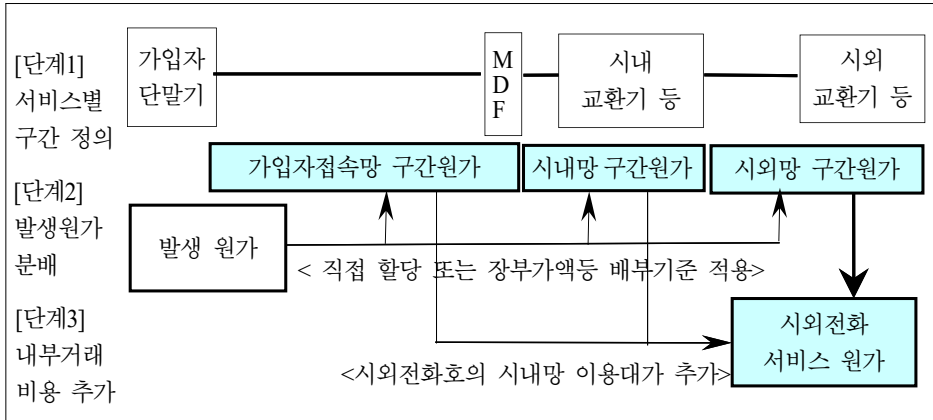 [단계1]
서비스별
구간 정의
가입자
단말기
M
D
F
시내
교환기 등
시외
교환기 등
가입자접속망 구간원가
시내망 구간원가
시외망 구간원가
[단계2]
발생원가
분배
발생 원가
< 직접 할당 또는 장부가액등 배부기준 적용>
[단계3]
내부거래
비용 추가
시외전화
서비스 원가
<시외전화호의 시내망 이용대가 추가>